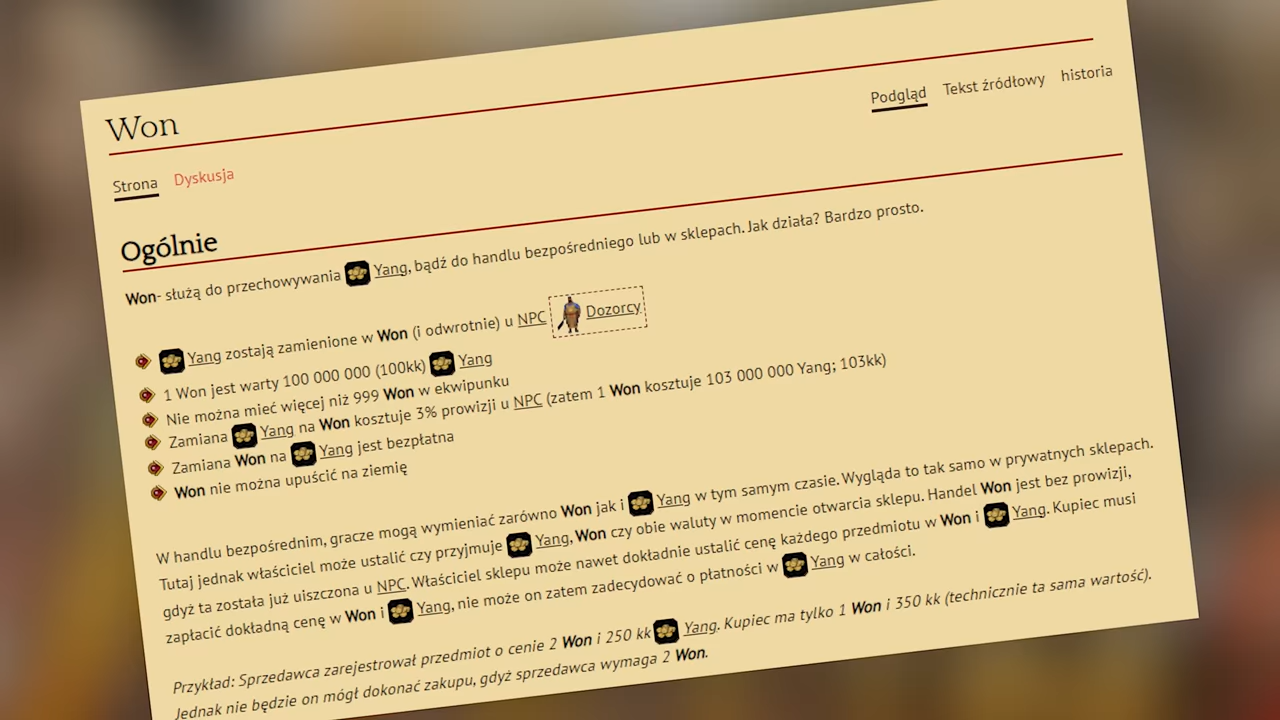 Won
Podgląd Tekst źródłowy historia
Strona Dyskusja
Ogólnie
Won- służą do przechowywania Yang, bądź do handlu bezpośredniego lub w sklepach. Jak działa? Bardzo prosto.
Yang zostają zamienione w Won (i odwrotnie) u NPC Dozorcy
1 Won jest warty 100 000 000 (100kk) Yang
Nie można mieć więcej niż 999 Won w ekwipunku
Zamiana Yang na Won kosztuje 3% prowizji u NPC (zatem 1 Won kosztuje 103 000 000 Yang; 103kk)
Zamiana Won na Yang jest bezpłatna
Won nie można upuścić na ziemię
W handlu bezpośrednim, gracze mogą wymieniać zarówno Won jak i Yang w tym samym czasie. Wygląda to tak samo w prywatnych sklepach.
Tutaj jednak właściciel może ustalić czy przyjmuje Yang, Won czy obie waluty w momencie otwarcia sklepu. Handel Won jest bez prowizji,
gdyż ta została już uiszczona u NPC. Właściciel sklepu może nawet dokładnie ustalić cenę każdego przedmiotu w Won i Yang. Kupiec musi
zapłacić dokładną cenę w Won i Yang, nie może on zatem zadecydować o płatności w Yang w całości.
Przykład: Sprzedawca zarejestrował przedmiot o cenie 2 Won i 250 kk Yang. Kupiec ma tylko 1 Won i 350 kk (technicznie ta sama wartość).
Jednak nie będzie on mógł dokonać zakupu, gdyż sprzedawca wymaga 2 Won.